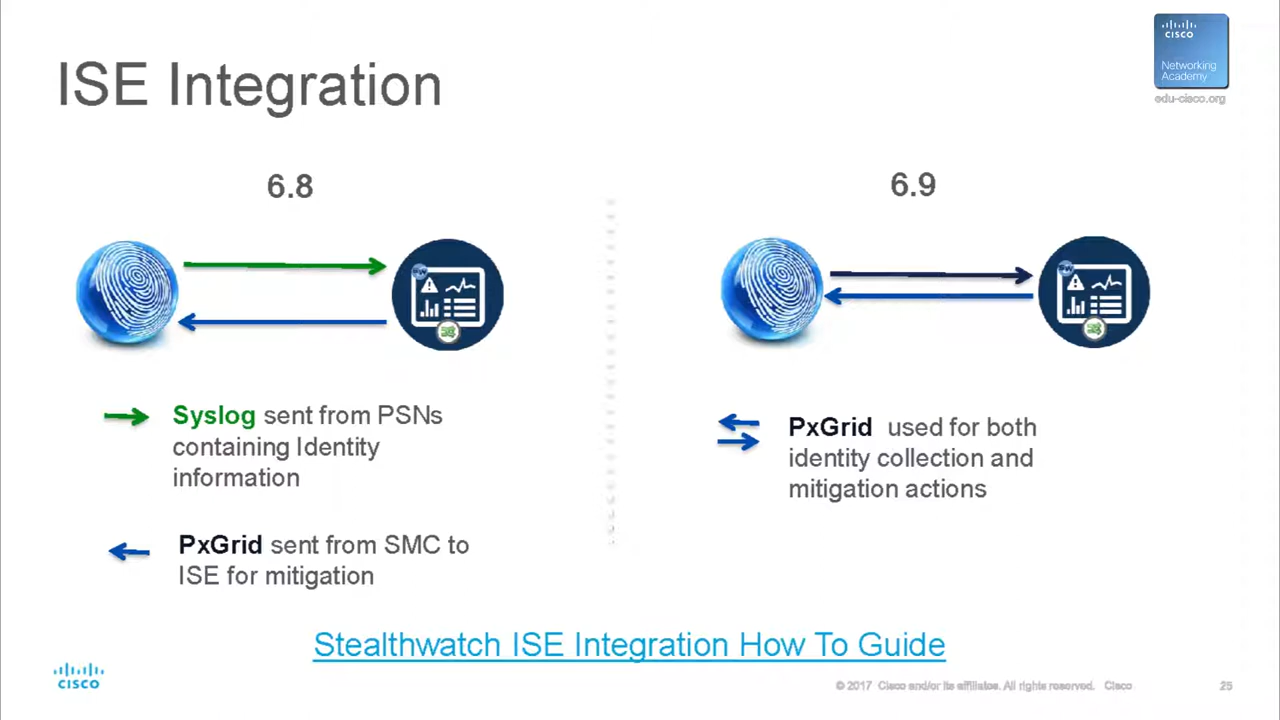 CISCO
Networking
Academy
edu-cisco.org
ISE Integration
6.8
6.9
Syslog sent from PSNs
containing Identity
information
PxGrid sent from SMC to
ISE for mitigation
PxGrid used for both
identity collection and
mitigation actions
Stealthwatch ISE Integration How To Guide
CISCO
© 2017 Cisco and/or its affiliates. All rights reserved. Cisco
25